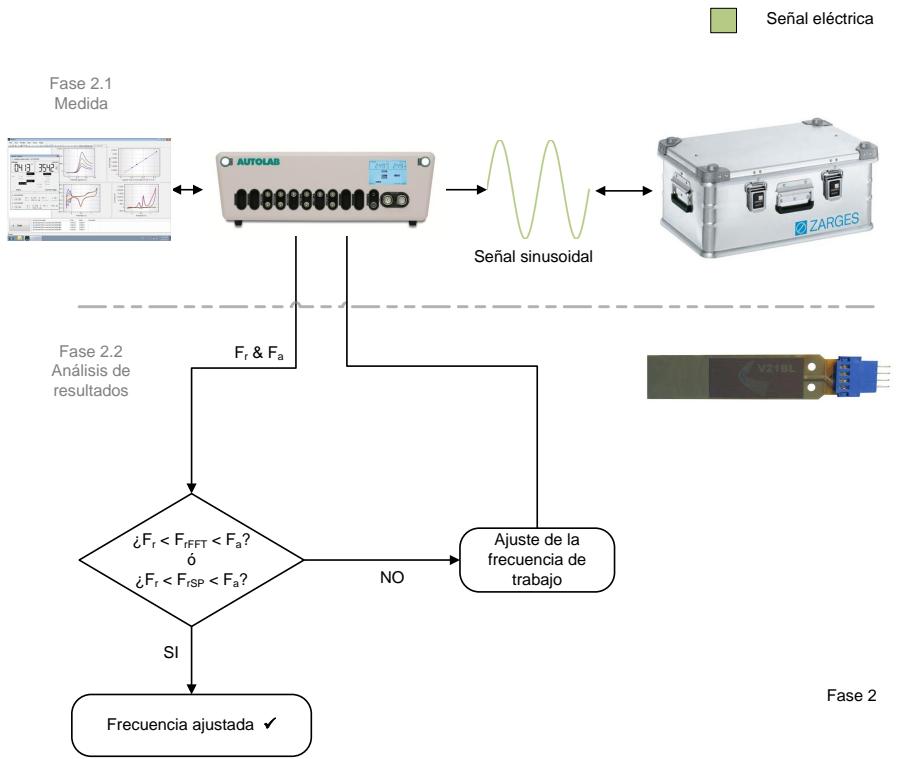 Señal eléctrica
Fase 2.1
Medida
AUTOLAB
ZARGES
Señal sinusoidal
Fase 2.2
Análisis de
resultados
Fr & Fa
V21BL
¿Fr < FrFFT < Fa?
ó
¿Fr < FrSP < Fa?
NO
Ajuste de la
frecuencia de
trabajo
SI
Frecuencia ajustada ✓
Fase 2